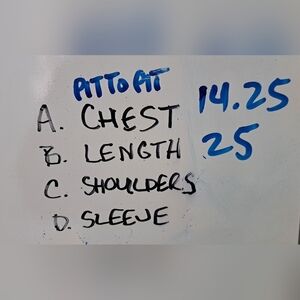 PIT TO PIT
A. CHEST 14.25
B. LENGTH 25
C. SHOULDERS
D. SLEEVE